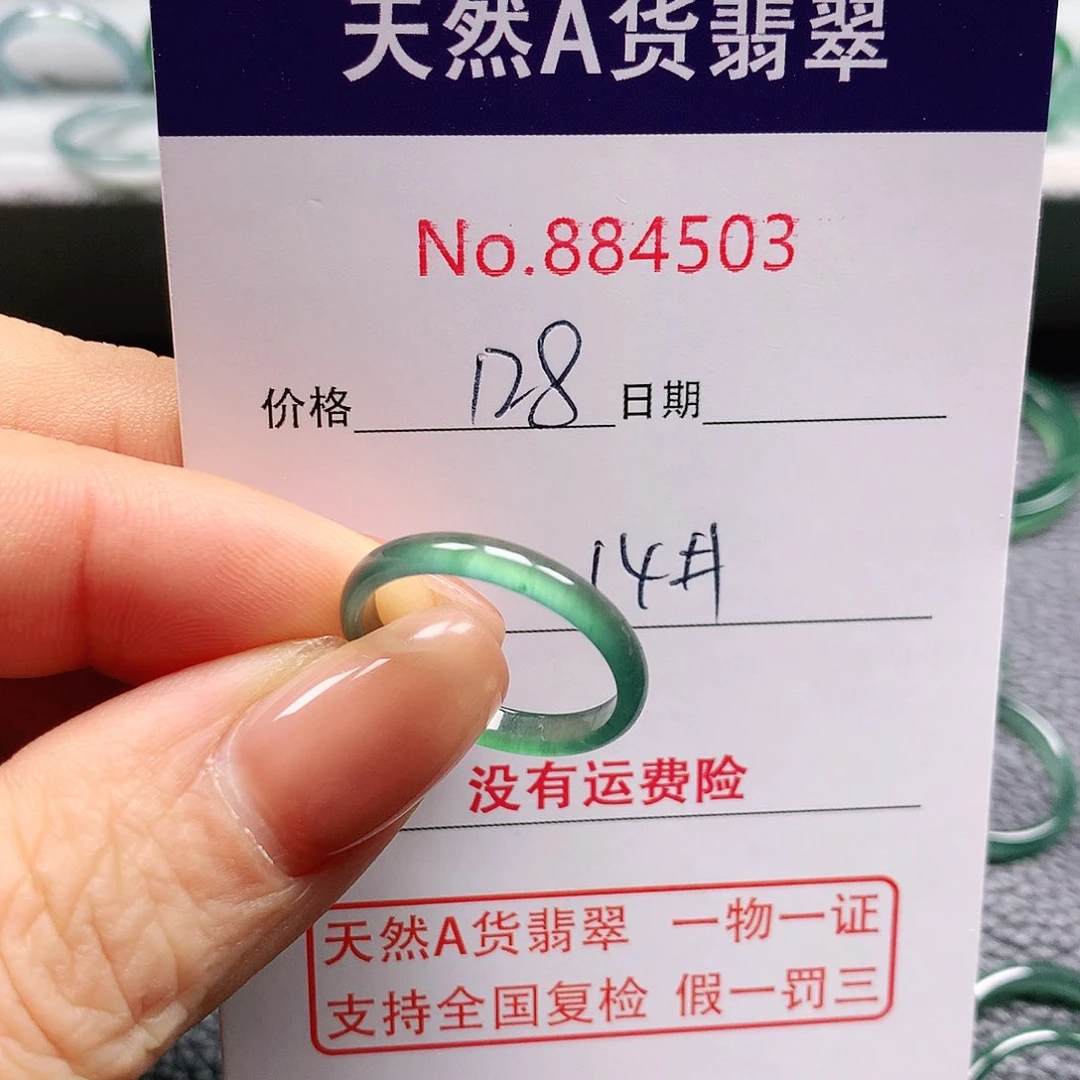 天然A货翡翠
No.884503
价格 128 日期
14#
没有运费险
天然A货翡翠 一物一证
支持全国复检 假一罚三